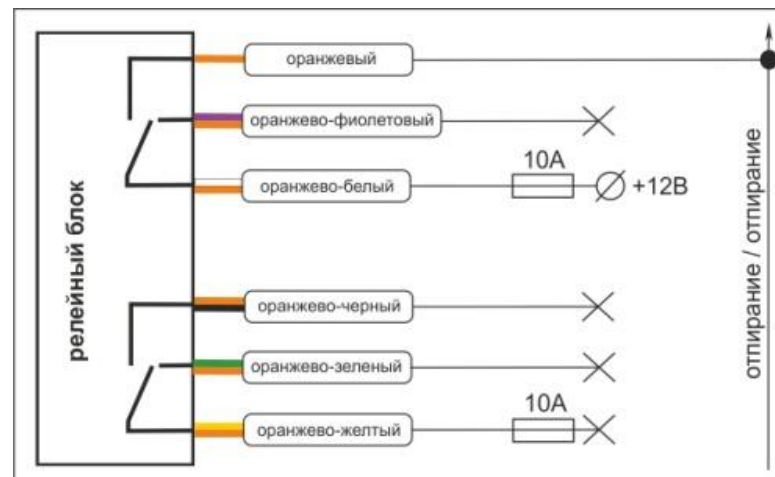 релейный блок
оранжевый
оранжево-фиолетовый
10А
оранжево-белый
+12В
оранжево-черный
оранжево-зеленый
10А
оранжево-желтый
отпирание / отпирание